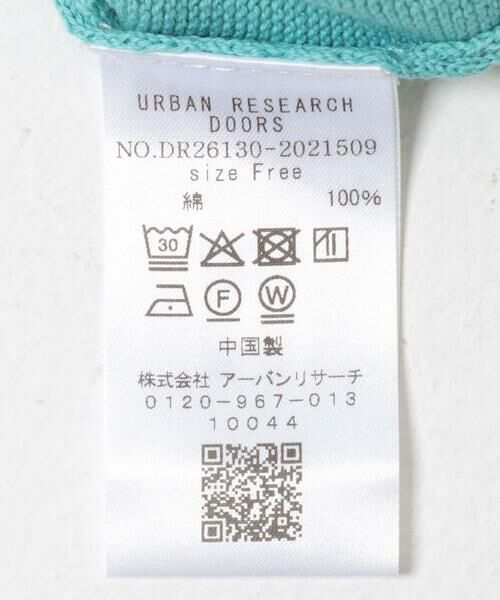 URBAN RESEARCH
DOORS
NO.DR26130-2021509
size Free
綿 100%
30
F W
中国製
株式会社 アーバンリサーチ
0120-967-013
10044